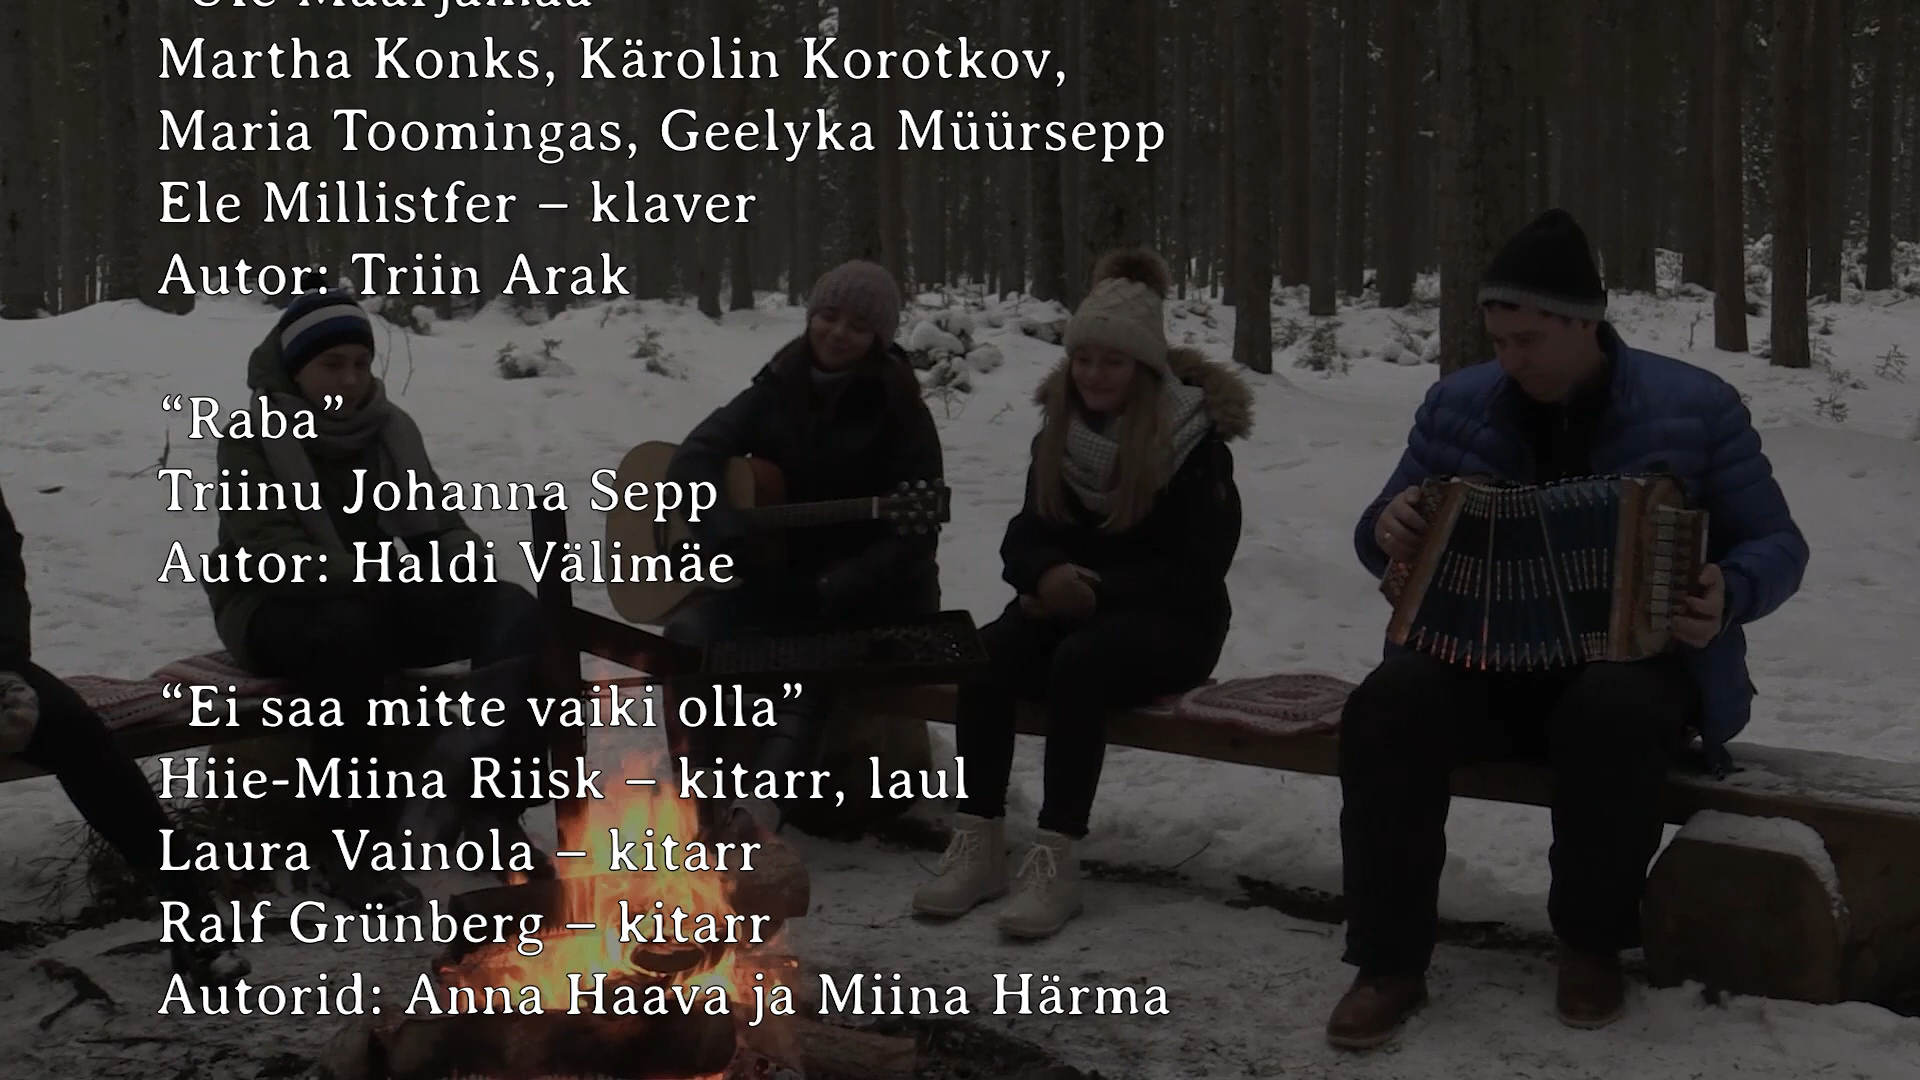 Martha Konks, Kärolin Korotkov,
Maria Toomingas, Geelyka Müürsepp
Ele Millistfer – klaver
Autor: Triin Arak
“Raba”
Triinu Johanna Sepp
Autor: Haldi Välimäe
“Ei saa mitte vaiki olla”
Hiie-Miina Riisk – kitarr, laul
Laura Vainola – kitarr
Ralf Grünberg – kitarr
Autorid: Anna Haava ja Miina Härma